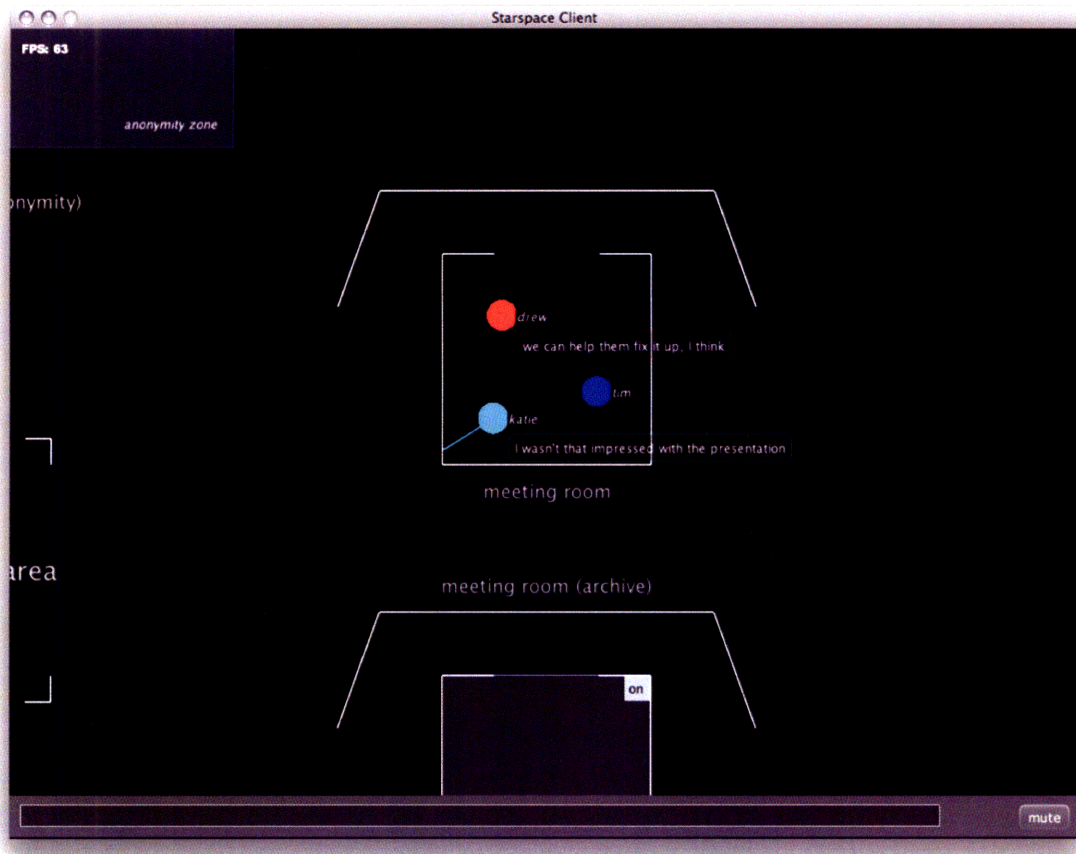 Starspace Client
FPS: 63
anonymity zone
onymity)
drew
we can help them fix it up, I think
tim
katie
I wasn't that impressed with the presentation
meeting room
area
meeting room (archive)
on
mute